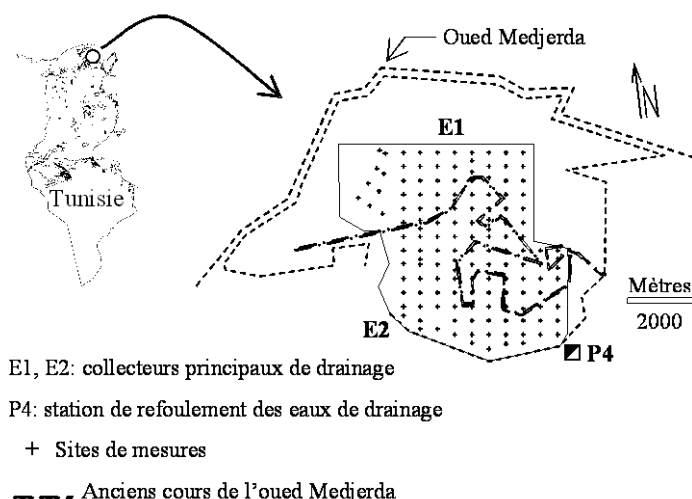 Oued Medjerda
N
E1
Tunisie
Mètres
2000
E2
P4
E1, E2: collecteurs principaux de drainage
P4: station de refoulement des eaux de drainage
+ Sites de mesures
Anciens cours de l'oued Medjerda